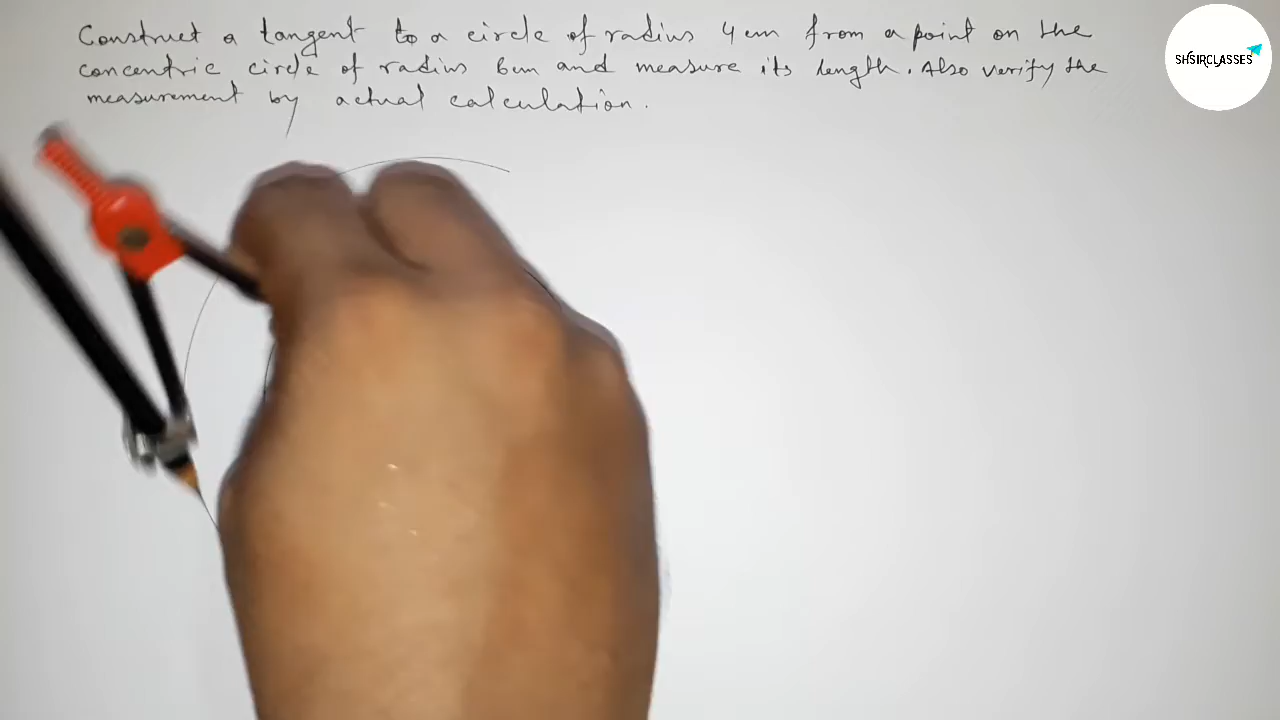 Construct a tangent to a circle of radius 4 cm from a point on the
concentric circle of radius 6cm and measure its length. Also verify the
measurement by actual calculation.
SHSIRCLASSES